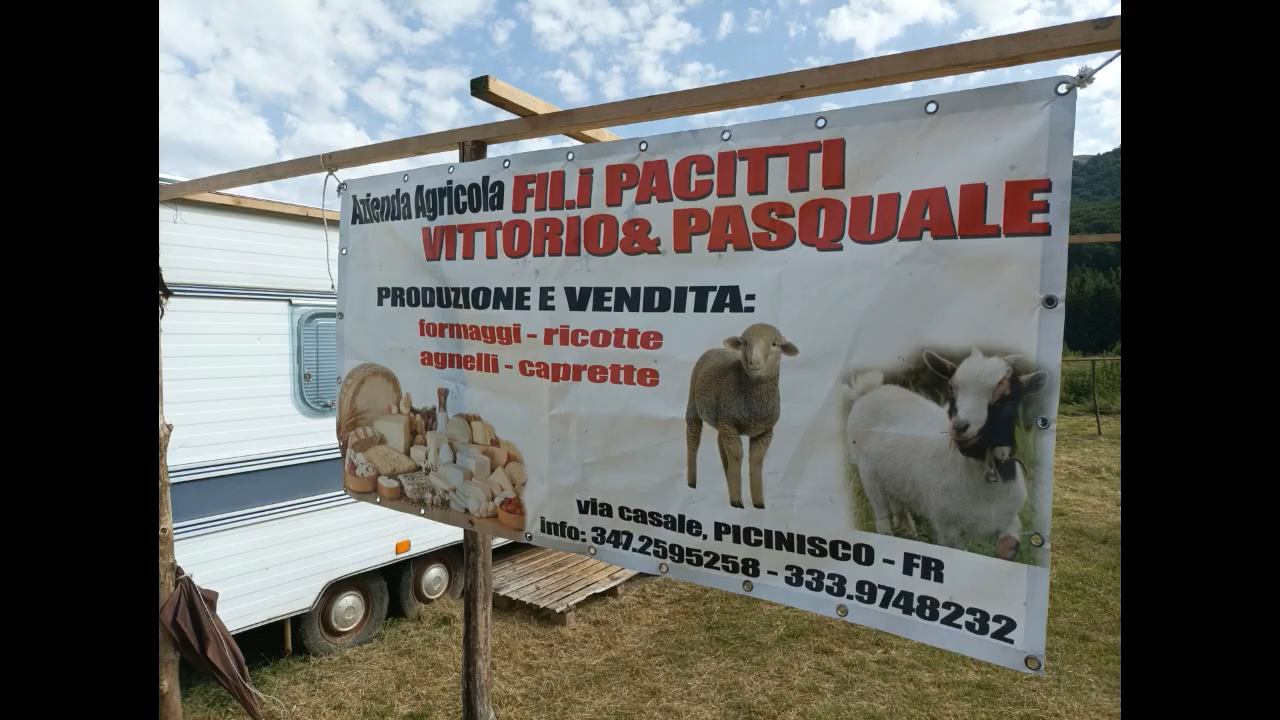 Azienda Agricola FIL.i PACITTI
VITTORIO& PASQUALE
PRODUZIONE E VENDITA:
formaggi - ricotte
agnelli - caprette
via casale, PICINISCO - FR
info: 347.2595258 - 333.9748232